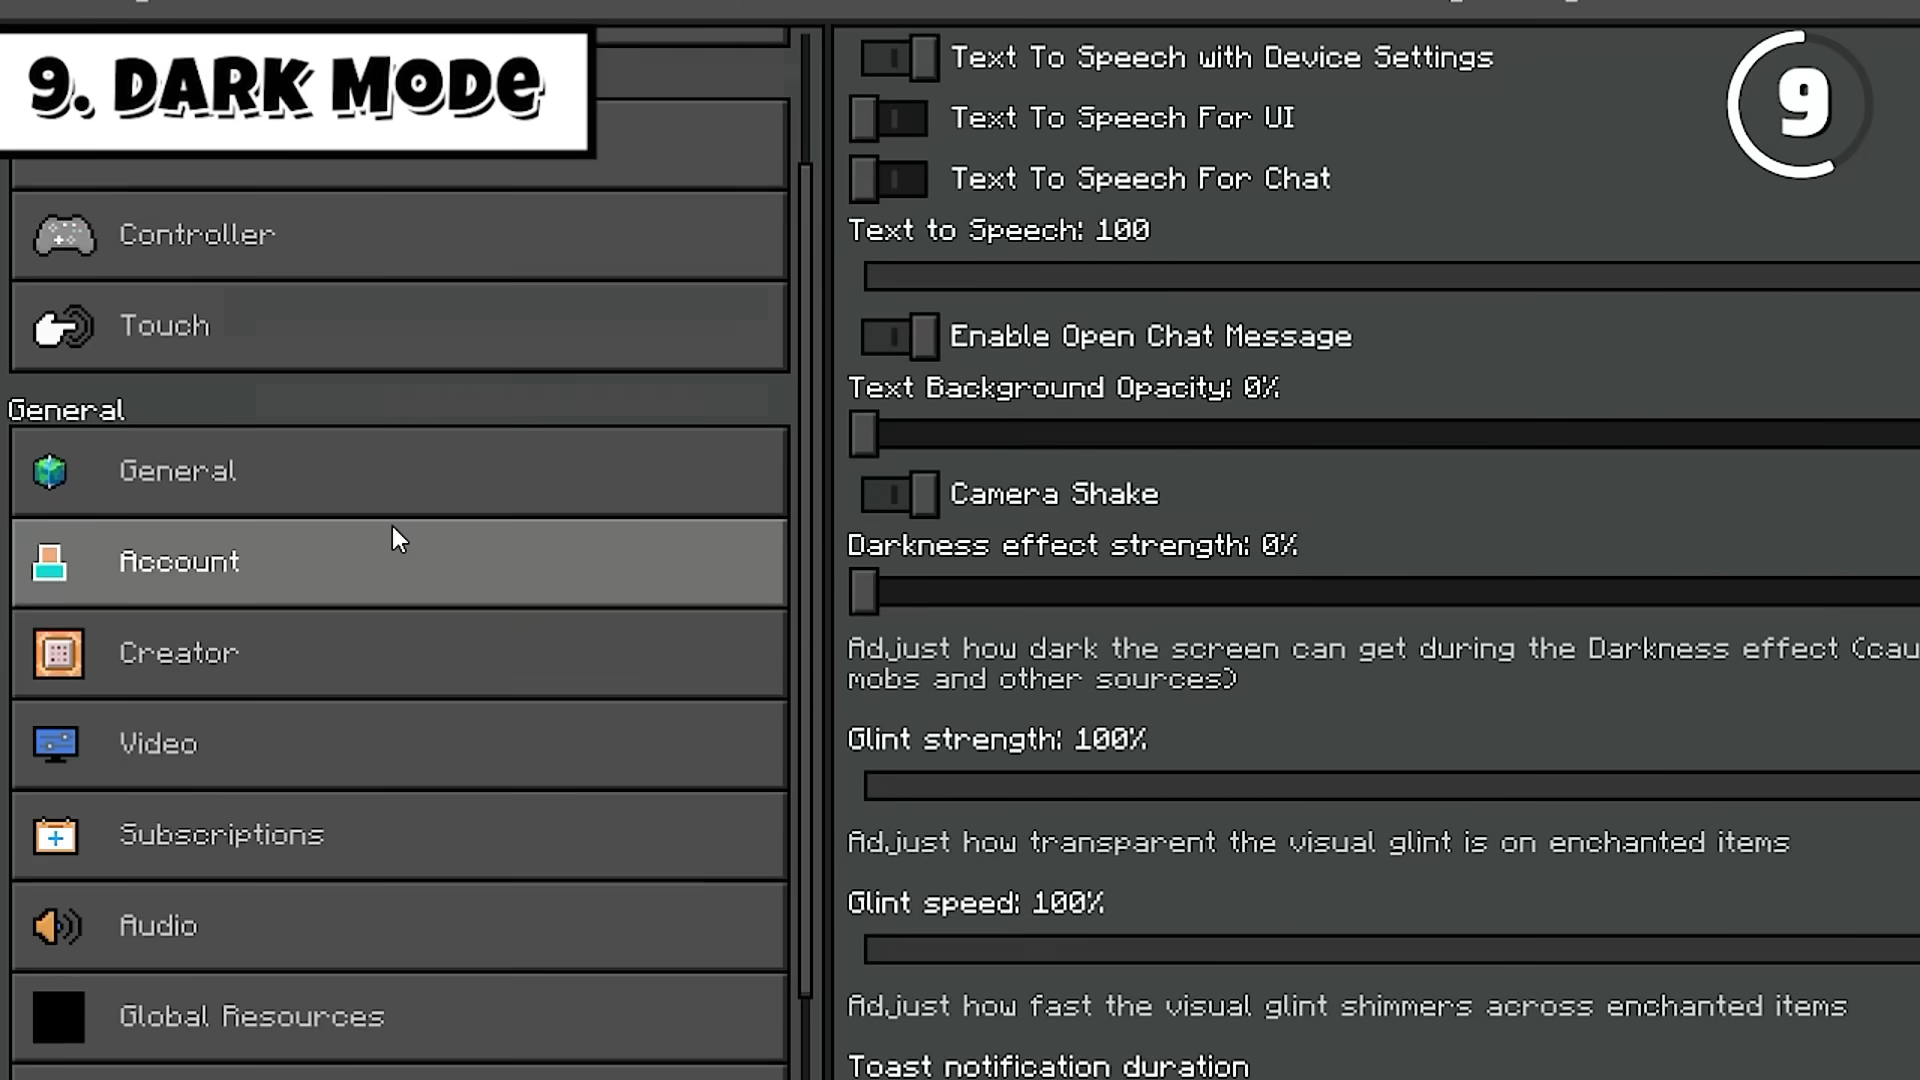 9. DARK MODE
9
Controller
Touch
General
General
Account
Creator
Video
Subscriptions
Audio
Global Resources
Text To Speech with Device Settings
Text To Speech For UI
Text To Speech For Chat
Text to Speech: 100
Enable Open Chat Message
Text Background Opacity: 0%
Camera Shake
Darkness effect strength: 0%
Adjust how dark the screen can get during the Darkness effect (cau
mobs and other sources)
Glint strength: 100%
Adjust how transparent the visual glint is on enchanted items
Glint speed: 100%
Adjust how fast the visual glint shimmers across enchanted items
Toast notification duration